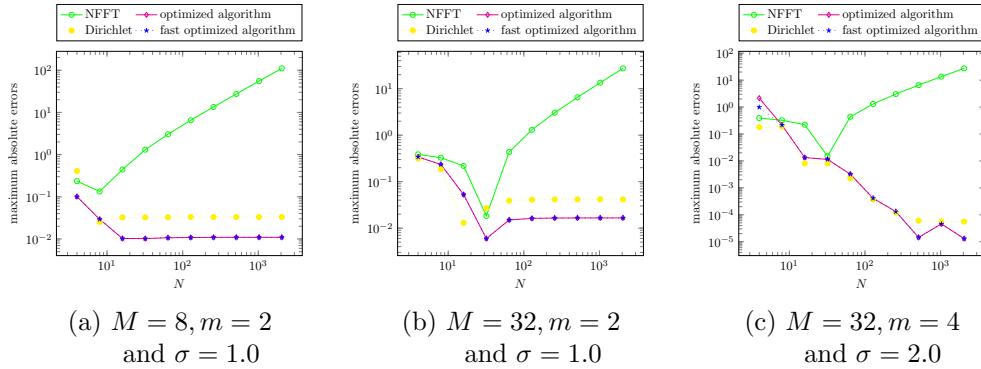 NFFT optimized algorithm
Dirichlet fast optimized algorithm
maximum absolute errors
10^2
10^1
10^0
10^−1
10^−2
10^1 10^2 10^3
N
(a) M = 8, m = 2
and σ = 1.0
NFFT optimized algorithm
Dirichlet fast optimized algorithm
maximum absolute errors
10^1
10^0
10^−1
10^−2
10^1 10^2 10^3
N
(b) M = 32, m = 2
and σ = 1.0
NFFT optimized algorithm
Dirichlet fast optimized algorithm
maximum absolute errors
10^2
10^1
10^0
10^−1
10^−2
10^−3
10^−4
10^−5
10^1 10^2 10^3
N
(c) M = 32, m = 4
and σ = 2.0